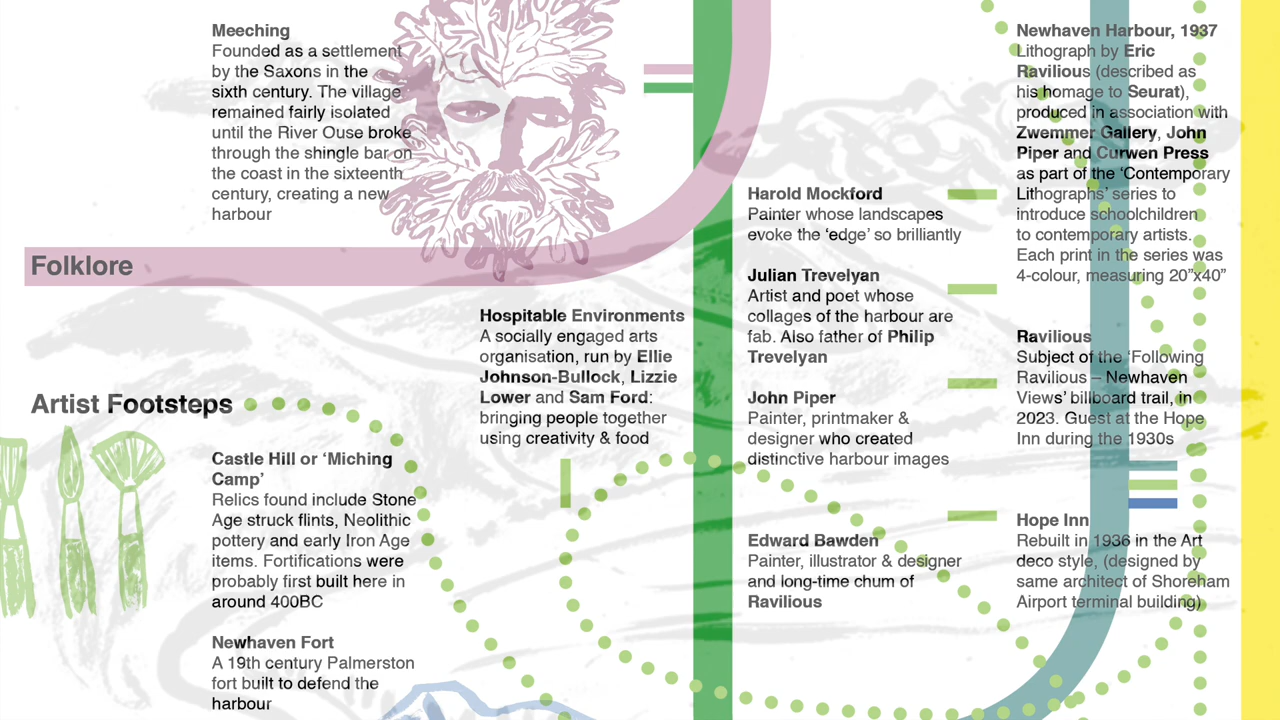 Meeching
Founded as a settlement
by the Saxons in the
sixth century. The village
remained fairly isolated
until the River Ouse broke
through the shingle bar on
the coast in the sixteenth
century, creating a new
harbour
Folklore
Artist Footsteps
Castle Hill or ‘Miching
Camp’
Relics found include Stone
Age struck flints, Neolithic
pottery and early Iron Age
items. Fortifications were
probably first built here in
around 400BC
Newhaven Fort
A 19th century Palmerston
fort built to defend the
harbour
Hospitable Environments
A socially engaged arts
organisation, run by Ellie
Johnson-Bullock, Lizzie
Lower and Sam Ford:
bringing people together
using creativity & food
Harold Mockford
Painter whose landscapes
evoke the ‘edge’ so brilliantly
Julian Trevelyan
Artist and poet whose
collages of the harbour are
fab. Also father of Philip
Trevelyan
John Piper
Painter, printmaker &
designer who created
distinctive harbour images
Edward Bawden
Painter, illustrator & designer
and long-time chum of
Ravilious
Newhaven Harbour, 1937
Lithograph by Eric
Ravilious (described as
his homage to Seurat),
produced in association with
Zwemmer Gallery, John
Piper and Curwen Press
as part of the ‘Contemporary
Lithographs’ series to
introduce schoolchildren
to contemporary artists.
Each print in the series was
4-colour, measuring 20”x40”
Ravilious
Subject of the ‘Following
Ravilious – Newhaven
Views’ billboard trail, in
2023. Guest at the Hope
Inn during the 1930s
Hope Inn
Rebuilt in 1936 in the Art
deco style, (designed by
same architect of Shoreham
Airport terminal building)